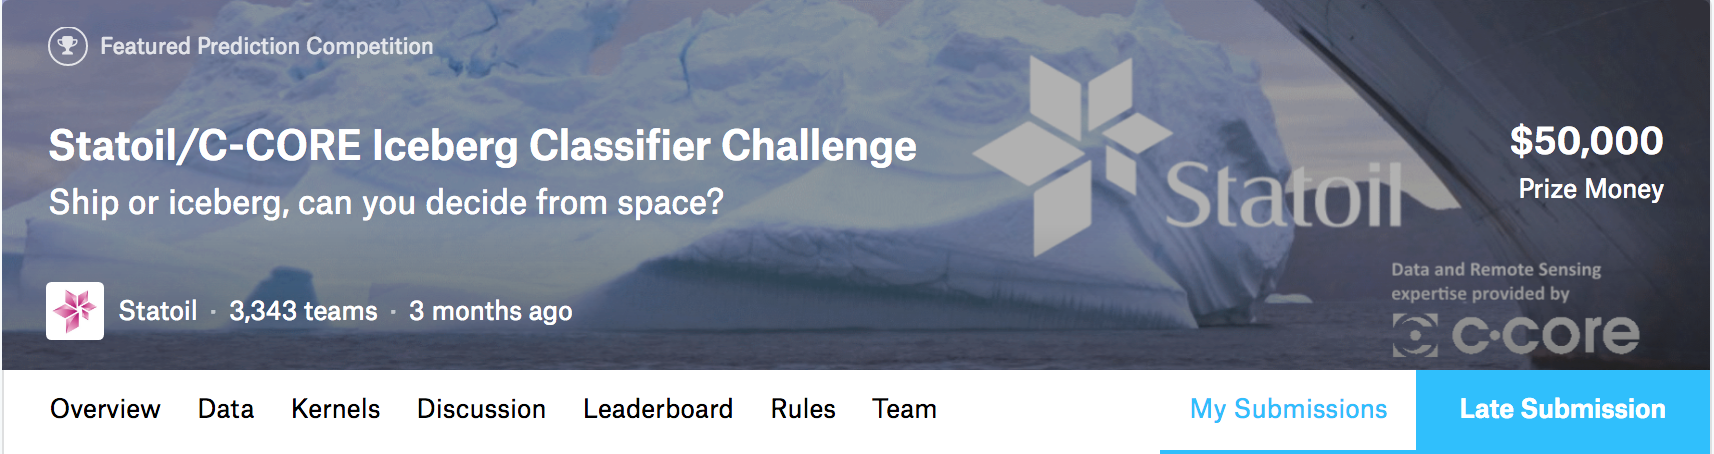 Featured Prediction Competition
Statoil/C-CORE Iceberg Classifier Challenge
Ship or iceberg, can you decide from space?
Statoil
$50,000
Prize Money
Data and Remote Sensing
expertise provided by
c·core
Statoil · 3,343 teams · 3 months ago
Overview Data Kernels Discussion Leaderboard Rules Team My Submissions Late Submission